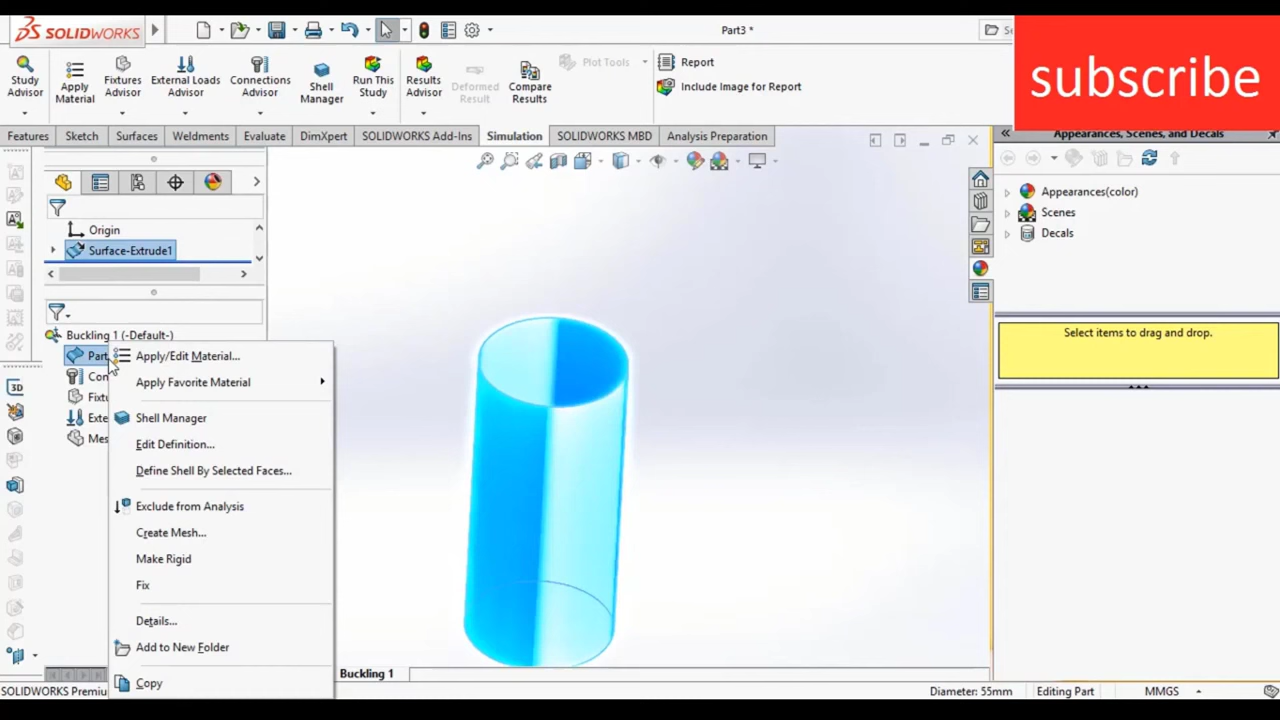 SOLIDWORKS
Part3 *
subscribe
Study Advisor
Apply Material
Fixtures Advisor
External Loads Advisor
Connections Advisor
Shell Manager
Run This Study
Results Advisor
Deformed Result
Compare Results
Plot Tools
Report
Include Image for Report
Features
Sketch
Surfaces
Weldments
Evaluate
DimXpert
SOLIDWORKS Add-Ins
Simulation
SOLIDWORKS MBD
Analysis Preparation
Appearances, Scenes, and Decals
Appearances(color)
Scenes
Decals
Select items to drag and drop.
Origin
Surface-Extrude1
Buckling 1 (-Default-)
Part
Con
Fixtu
Exte
Mes
Apply/Edit Material...
Apply Favorite Material
Shell Manager
Edit Definition...
Define Shell By Selected Faces...
Exclude from Analysis
Create Mesh...
Make Rigid
Fix
Details...
Add to New Folder
Copy
3D
Buckling 1
SOLIDWORKS Premiu
Diameter: 55mm
Editing Part
MMGS